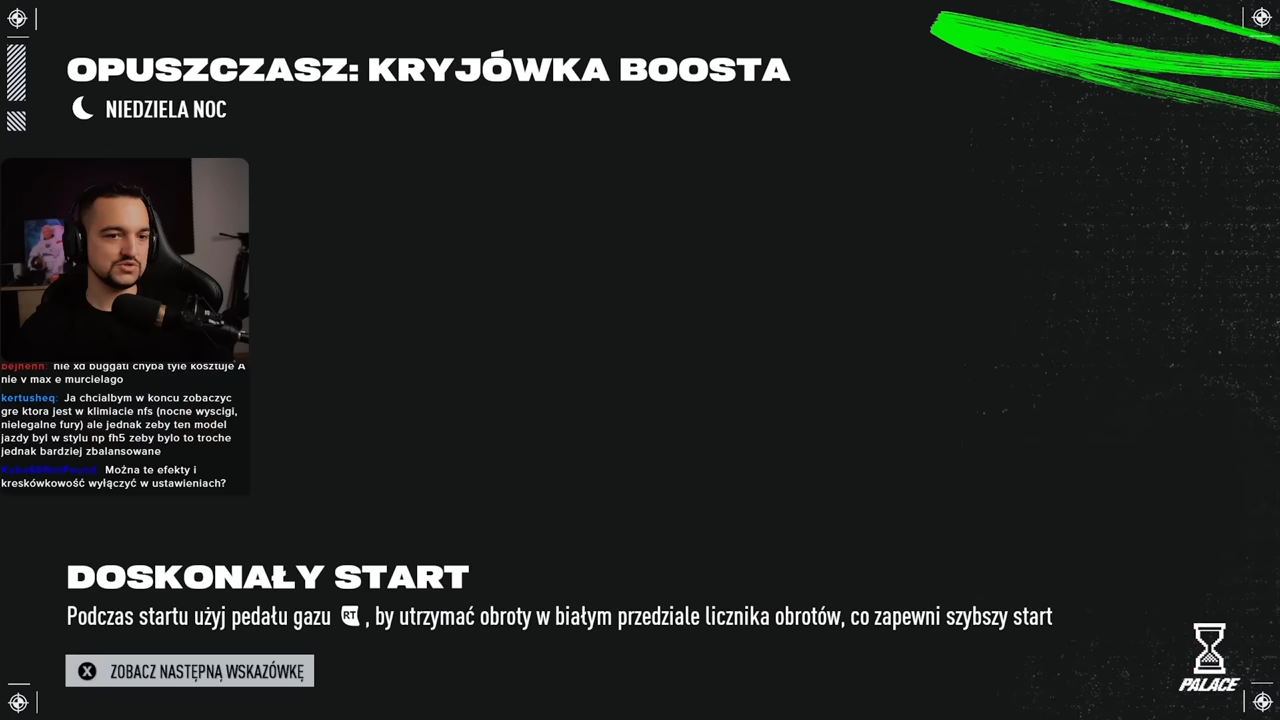 OPUSZCZASZ: KRYJÓWKA BOOSTA
NIEDZIELA NOC
bejhehh: nie xd buggati chyba tyle kosztuje A
nie v max e murcielago
kertusheq: Ja chcialbym w koncu zobaczyc
gre ktora jest w klimiacie nfs (nocne wyscigi,
nielegalne fury) ale jednak zeby ten model
jazdy byl w stylu np fh5 zeby bylo to troche
jednak bardziej zbalansowane
Można te efekty i
kreskówkowość wyłączyć w ustawieniach?
DOSKONAŁY START
Podczas startu użyj pedału gazu RT, by utrzymać obroty w białym przedziale licznika obrotów, co zapewni szybszy start
X ZOBACZ NASTĘPNĄ WSKAZÓWKĘ
PALACE